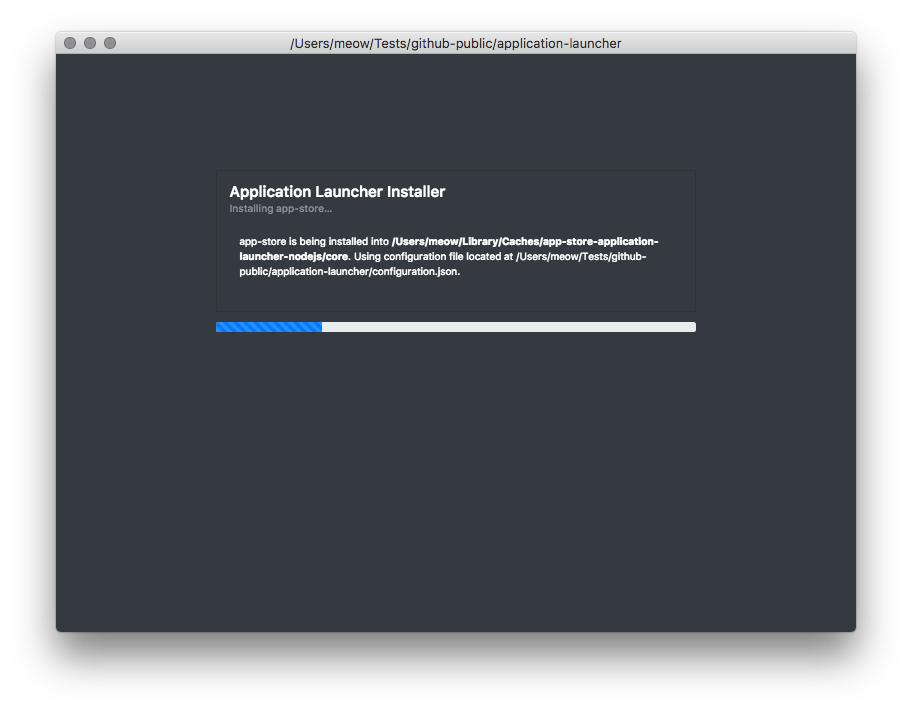 /Users/meow/Tests/github-public/application-launcher
Application Launcher Installer
Installing app-store...
app-store is being installed into /Users/meow/Library/Caches/app-store-application-
launcher-nodejs/core. Using configuration file located at /Users/meow/Tests/github-
public/application-launcher/configuration.json.